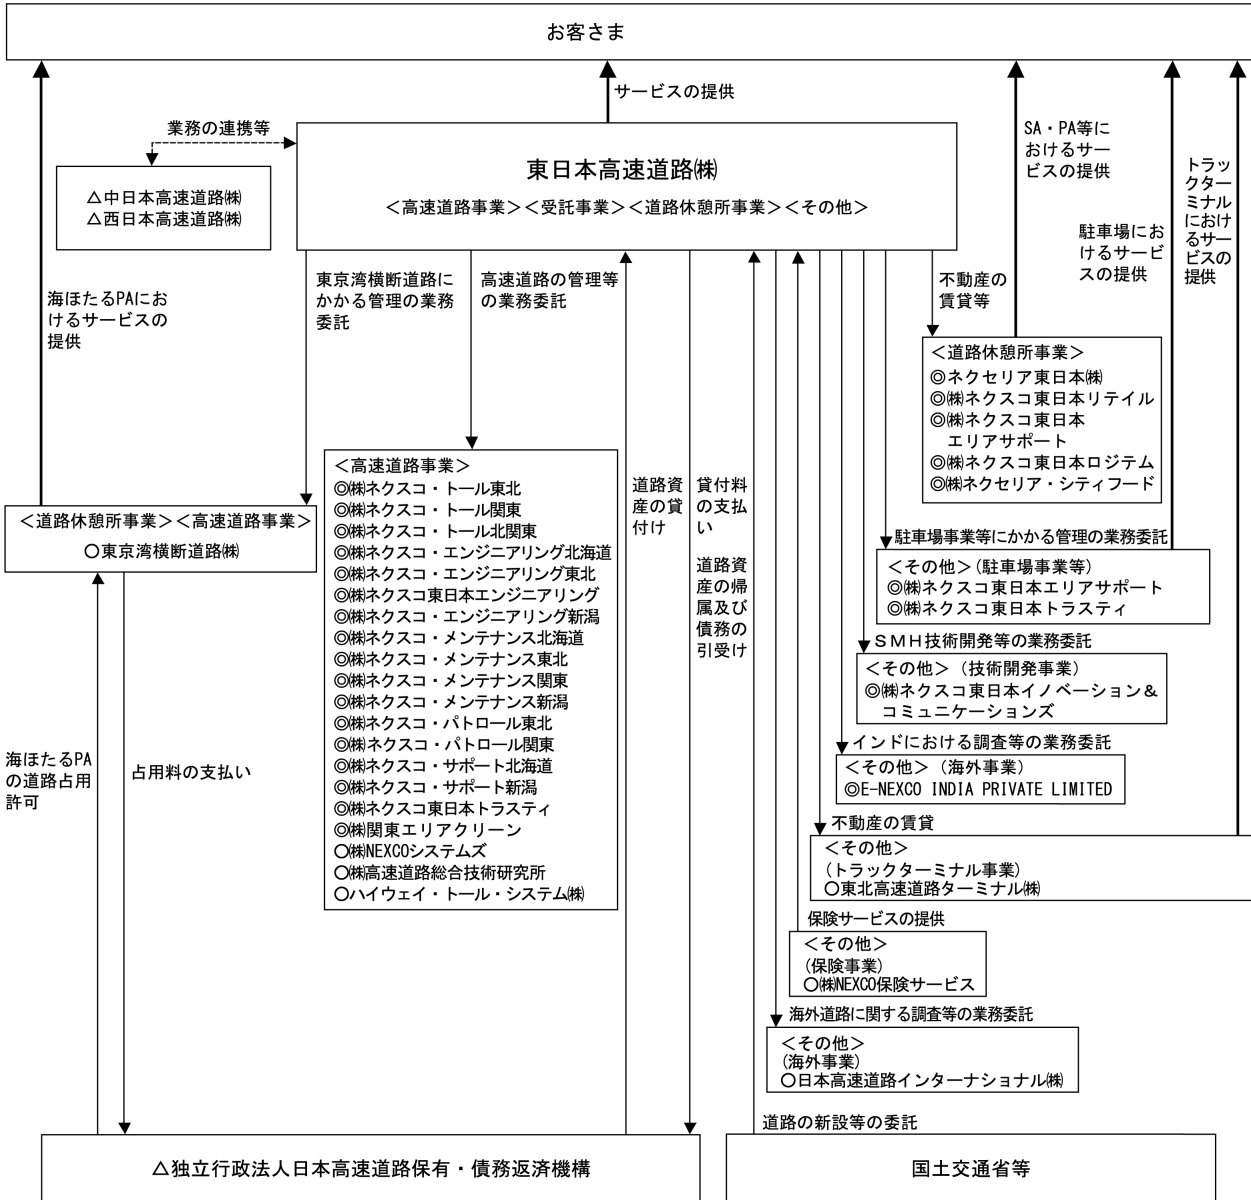 お客さま
サービスの提供
業務の連携等
△中日本高速道路㈱
△西日本高速道路㈱
東日本高速道路㈱
＜高速道路事業＞＜受託事業＞＜道路休憩所事業＞＜その他＞
SA・PA等に
おけるサー
ビスの提供
トラッ
クター
ミナル
におけ
るサー
ビスの
提供
駐車場にお
けるサービ
スの提供
海ほたるPAにお
けるサービスの
提供
東京湾横断道路に
かかる管理の業務
委託
高速道路の管理等
の業務委託
不動産の
賃貸等
＜道路休憩所事業＞
◎ネクセリア東日本㈱
◎㈱ネクスコ東日本リテイル
◎㈱ネクスコ東日本
エリアサポート
◎㈱ネクスコ東日本ロジテム
◎㈱ネクセリア・シティフード
＜高速道路事業＞
◎㈱ネクスコ・トール東北
◎㈱ネクスコ・トール関東
◎㈱ネクスコ・トール北関東
◎㈱ネクスコ・エンジニアリング北海道
◎㈱ネクスコ・エンジニアリング東北
◎㈱ネクスコ東日本エンジニアリング
◎㈱ネクスコ・エンジニアリング新潟
◎㈱ネクスコ・メンテナンス北海道
◎㈱ネクスコ・メンテナンス東北
◎㈱ネクスコ・メンテナンス関東
◎㈱ネクスコ・メンテナンス新潟
◎㈱ネクスコ・パトロール東北
◎㈱ネクスコ・パトロール関東
◎㈱ネクスコ・サポート北海道
◎㈱ネクスコ・サポート新潟
◎㈱ネクスコ東日本トラスティ
◎㈱関東エリアクリーン
○㈱NEXCOシステムズ
○㈱高速道路総合技術研究所
○ハイウェイ・トール・システム㈱
＜道路休憩所事業＞＜高速道路事業＞
○東京湾横断道路㈱
道路資
産の貸
付け
貸付料
の支払
い
道路資
産の帰
属及び
債務の
引受け
駐車場事業等にかかる管理の業務委託
＜その他＞(駐車場事業等)
◎㈱ネクスコ東日本エリアサポート
◎㈱ネクスコ東日本トラスティ
ＳＭＨ技術開発等の業務委託
＜その他＞（技術開発事業）
◎㈱ネクスコ東日本イノベーション＆
コミュニケーションズ
インドにおける調査等の業務委託
＜その他＞（海外事業）
◎E-NEXCO INDIA PRIVATE LIMITED
不動産の賃貸
＜その他＞
(トラックターミナル事業)
○東北高速道路ターミナル㈱
保険サービスの提供
＜その他＞
(保険事業)
○㈱NEXCO保険サービス
海外道路に関する調査等の業務委託
＜その他＞
(海外事業)
○日本高速道路インターナショナル㈱
海ほたるPA
の道路占用
許可
占用料の支払い
道路の新設等の委託
△独立行政法人日本高速道路保有・債務返済機構
国土交通省等